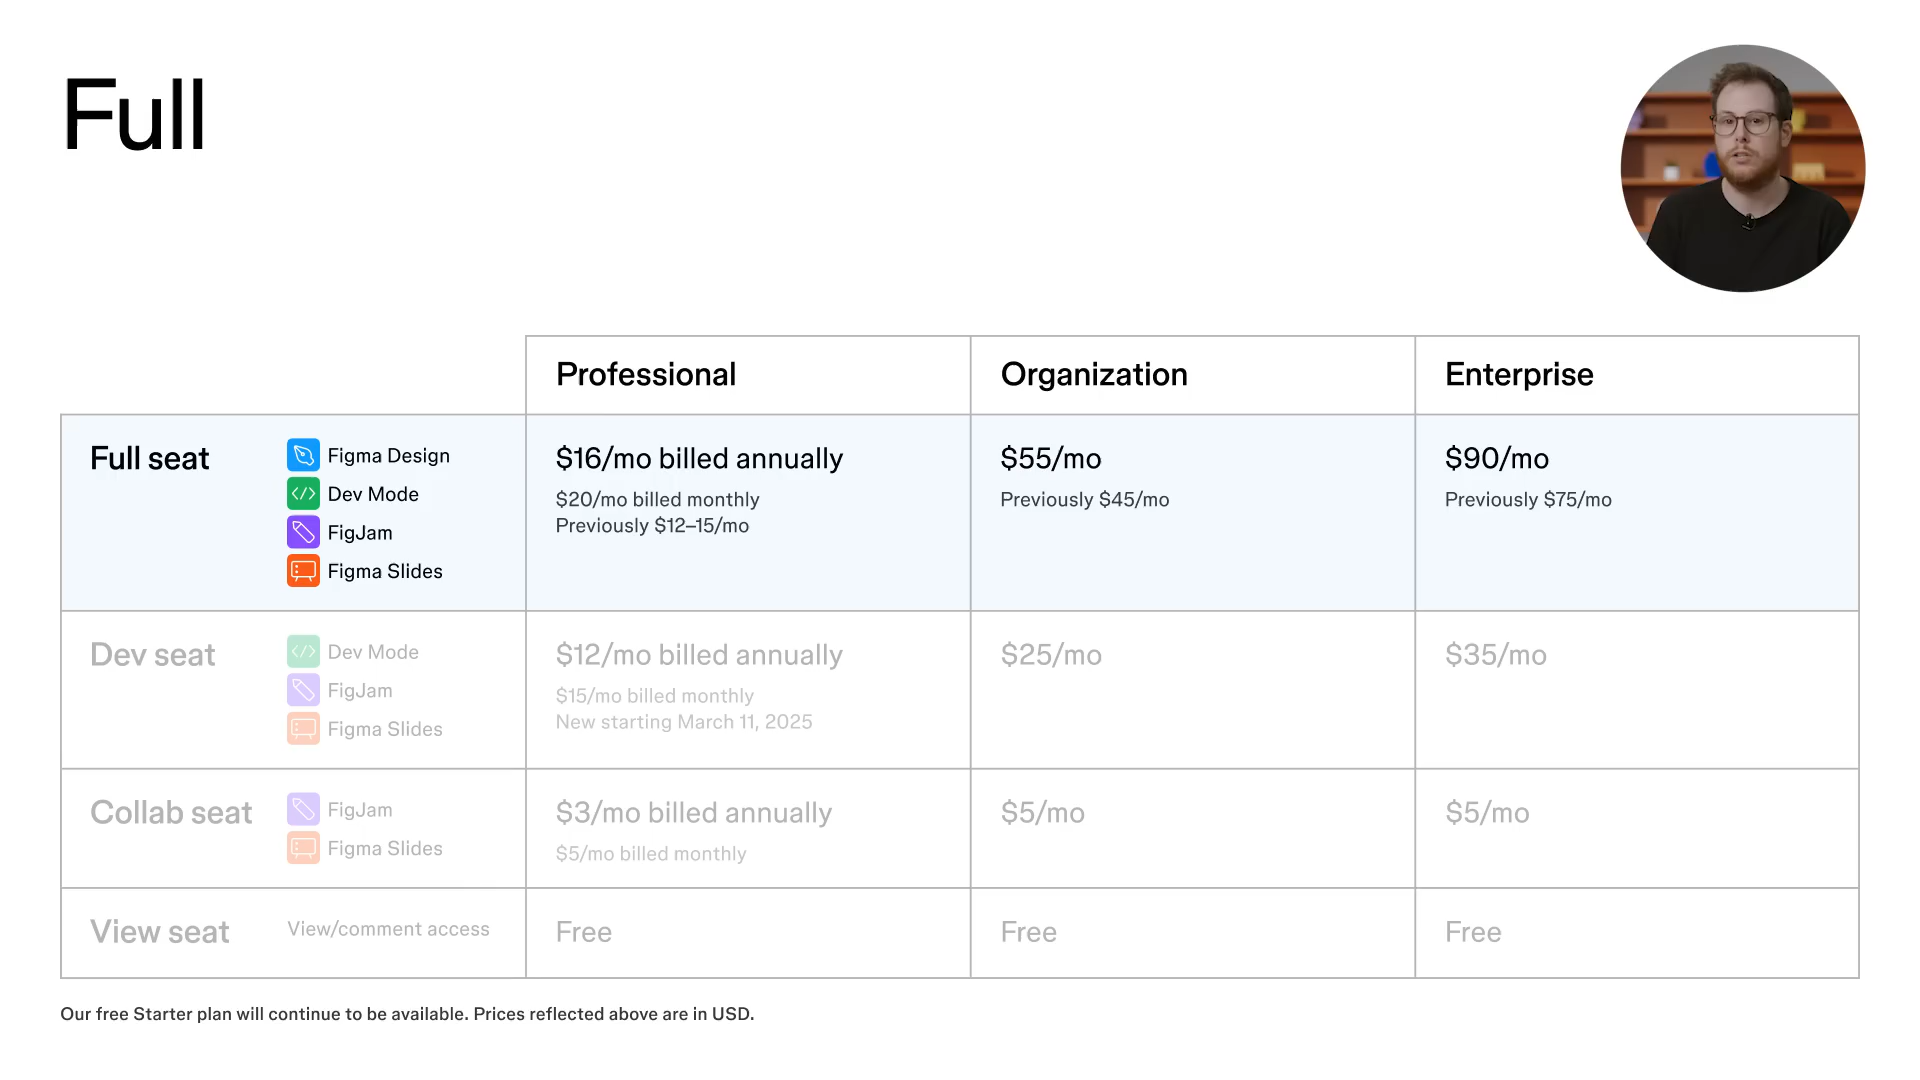 Full
Professional
Organization
Enterprise
Full seat
Figma Design
Dev Mode
FigJam
Figma Slides
$16/mo billed annually
$20/mo billed monthly
Previously $12–15/mo
$55/mo
Previously $45/mo
$90/mo
Previously $75/mo
Dev seat
Dev Mode
FigJam
Figma Slides
$12/mo billed annually
$15/mo billed monthly
New starting March 11, 2025
$25/mo
$35/mo
Collab seat
FigJam
Figma Slides
$3/mo billed annually
$5/mo billed monthly
$5/mo
$5/mo
View seat
View/comment access
Free
Free
Free
Our free Starter plan will continue to be available. Prices reflected above are in USD.